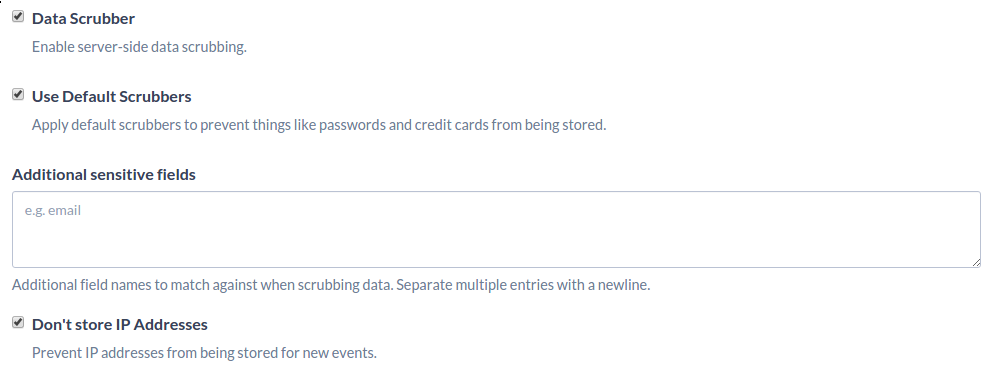 Data Scrubber
Enable server-side data scrubbing.
Use Default Scrubbers
Apply default scrubbers to prevent things like passwords and credit cards from being stored.
Additional sensitive fields
e.g. email
Additional field names to match against when scrubbing data. Separate multiple entries with a newline.
Don't store IP Addresses
Prevent IP addresses from being stored for new events.